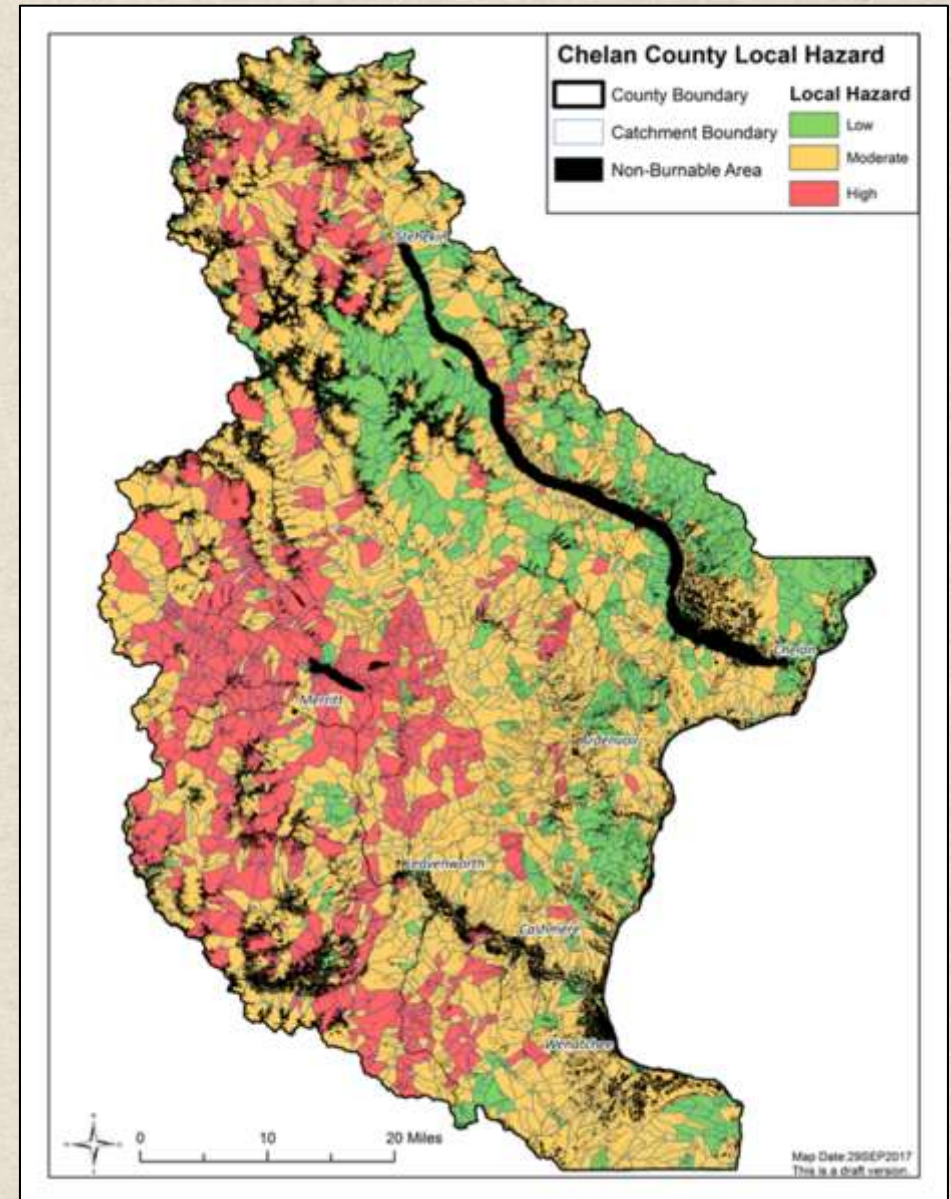 Chelan County Local Hazard
County Boundary
Catchment Boundary
Non-Burnable Area
Local Hazard
Low
Moderate
High
Stehekin
Chelan
Merritt
Leavenworth
Cashmere
Wenatchee
0 10 20 Miles
Map Date:29SEP2017
This is a draft version.